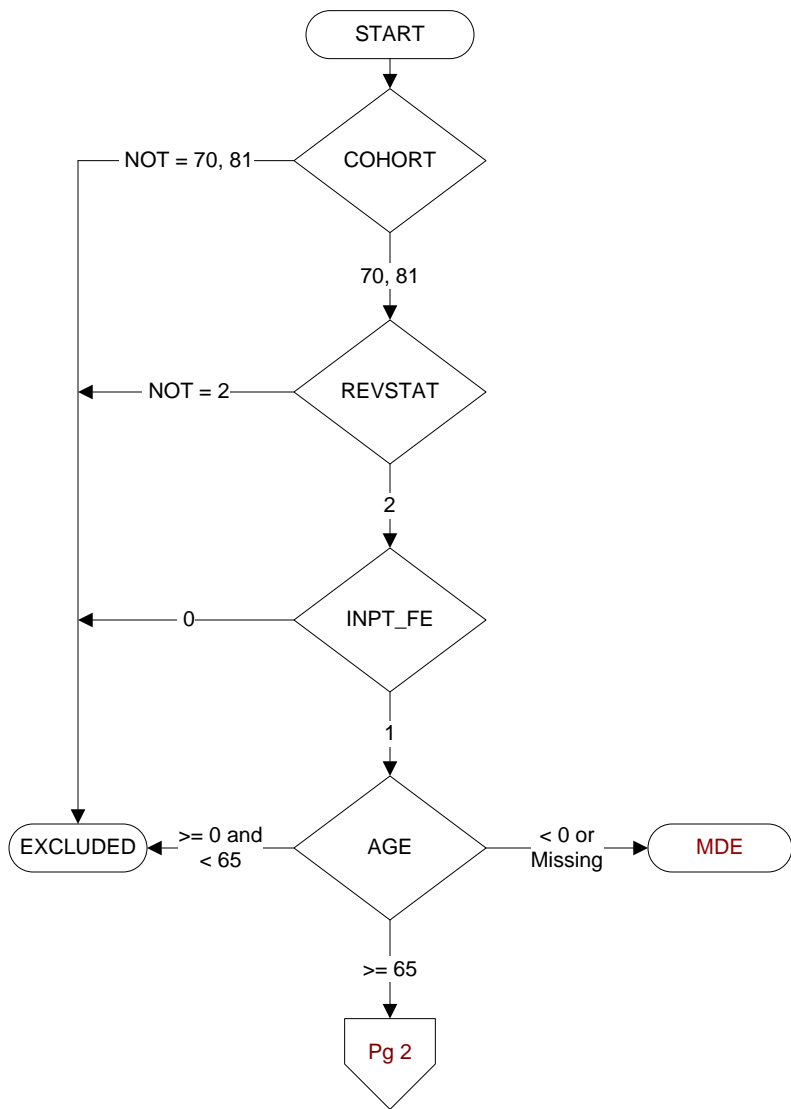 START
COHORT
NOT = 70, 81
70, 81
REVSTAT
NOT = 2
2
INPT_FE
0
1
EXCLUDED
>= 0 and
< 65
AGE
< 0 or
Missing
MDE
>= 65
Pg 2